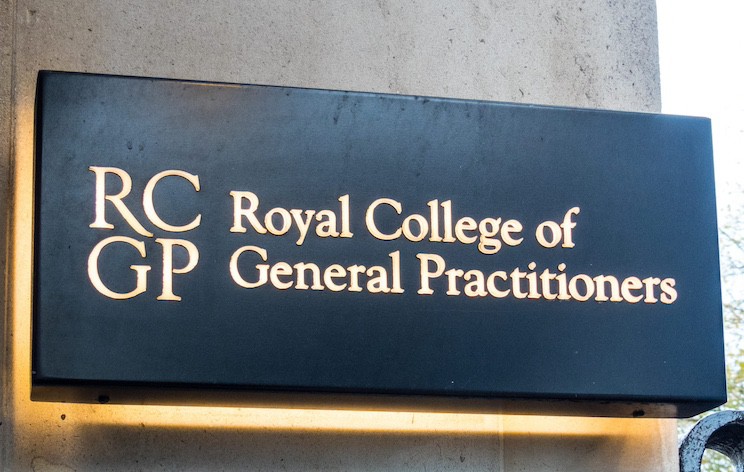 RC
GP
Royal College of
General Practitioners